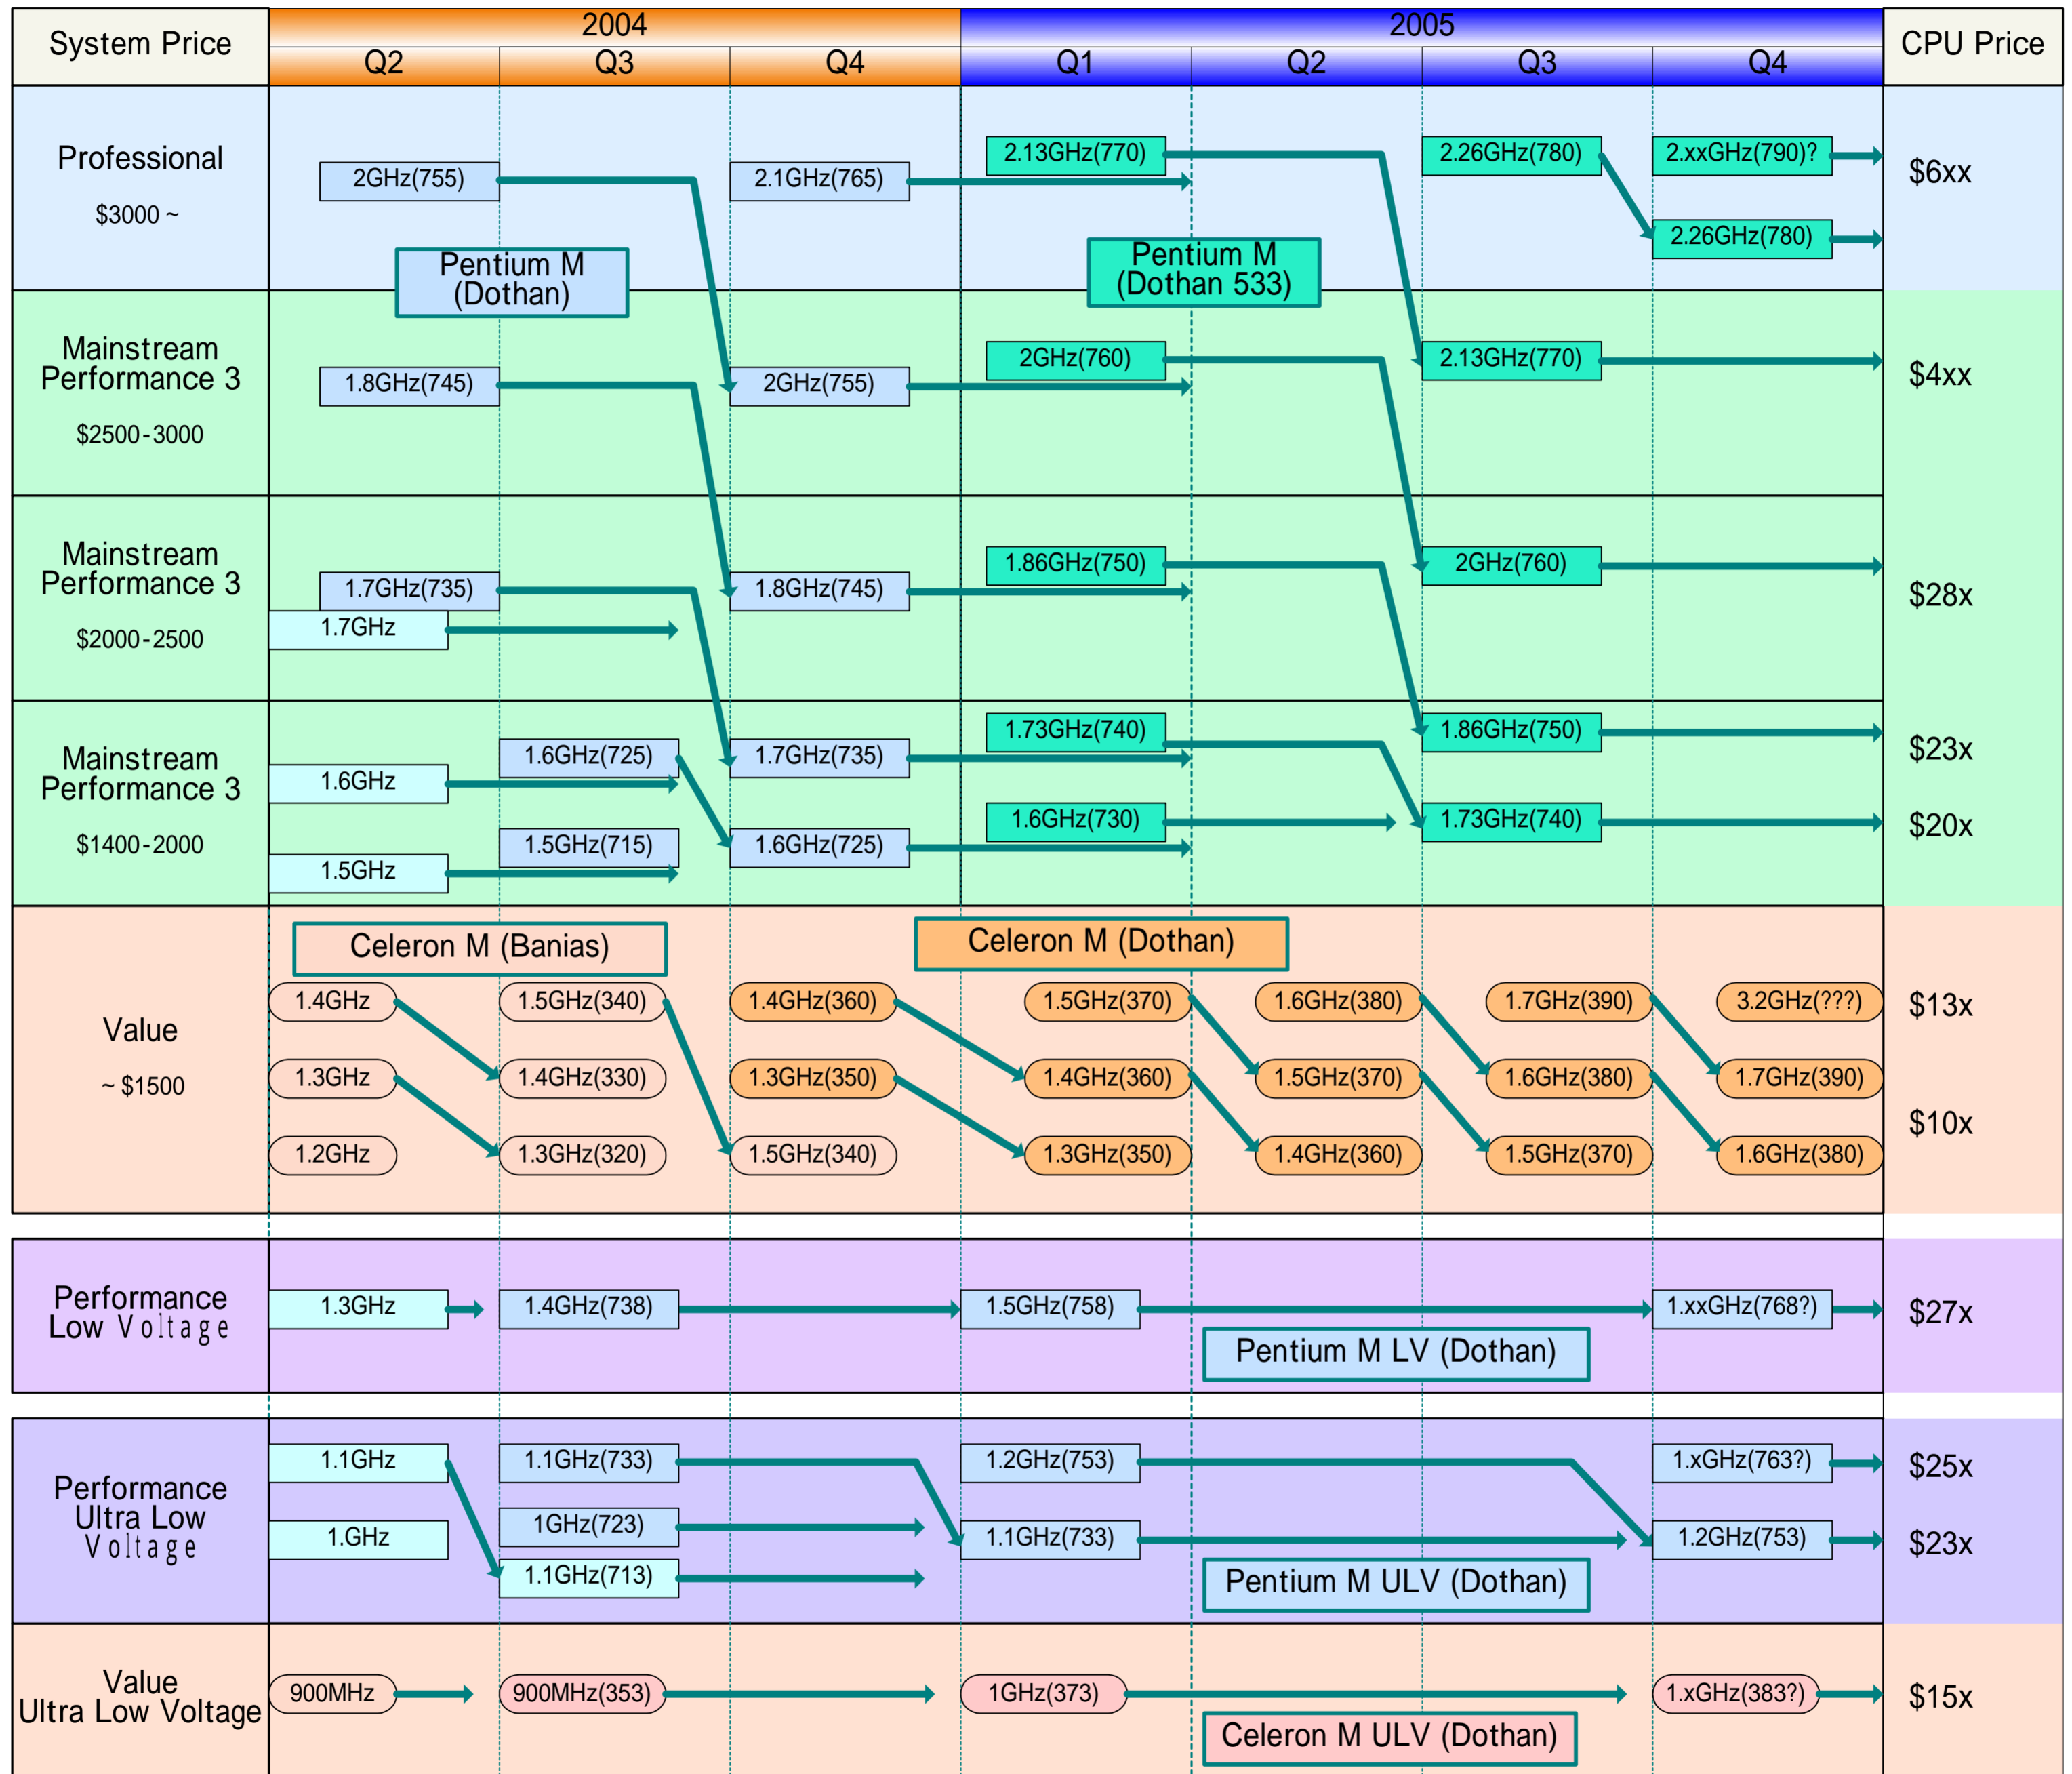 System Price
2004
2005
CPU Price
Q2
Q3
Q4
Q1
Q2
Q3
Q4
Professional
$3000 ~
2GHz(755)
2.1GHz(765)
2.13GHz(770)
2.26GHz(780)
2.xxGHz(790)?
2.26GHz(780)
$6xx
Pentium M
(Dothan)
Pentium M
(Dothan 533)
Mainstream
Performance 3
$2500-3000
1.8GHz(745)
2GHz(755)
2GHz(760)
2.13GHz(770)
$4xx
Mainstream
Performance 3
$2000-2500
1.7GHz(735)
1.7GHz
1.8GHz(745)
1.86GHz(750)
2GHz(760)
$28x
Mainstream
Performance 3
$1400-2000
1.6GHz(725)
1.7GHz(735)
1.73GHz(740)
1.86GHz(750)
$23x
1.6GHz
1.5GHz(715)
1.6GHz(725)
1.6GHz(730)
1.73GHz(740)
$20x
1.5GHz
Celeron M (Banias)
Celeron M (Dothan)
Value
~ $1500
1.4GHz
1.5GHz(340)
1.4GHz(360)
1.5GHz(370)
1.6GHz(380)
1.7GHz(390)
3.2GHz(???)
$13x
1.3GHz
1.4GHz(330)
1.3GHz(350)
1.4GHz(360)
1.5GHz(370)
1.6GHz(380)
1.7GHz(390)
$10x
1.2GHz
1.3GHz(320)
1.5GHz(340)
1.3GHz(350)
1.4GHz(360)
1.5GHz(370)
1.6GHz(380)
Performance
Low Voltage
1.3GHz
1.4GHz(738)
1.5GHz(758)
1.xxGHz(768?)
$27x
Pentium M LV (Dothan)
Performance
Ultra Low
Voltage
1.1GHz
1.1GHz(733)
1.2GHz(753)
1.xGHz(763?)
$25x
1.GHz
1GHz(723)
1.1GHz(733)
1.2GHz(753)
$23x
1.1GHz(713)
Pentium M ULV (Dothan)
Value
Ultra Low Voltage
900MHz
900MHz(353)
1GHz(373)
1.xGHz(383?)
$15x
Celeron M ULV (Dothan)